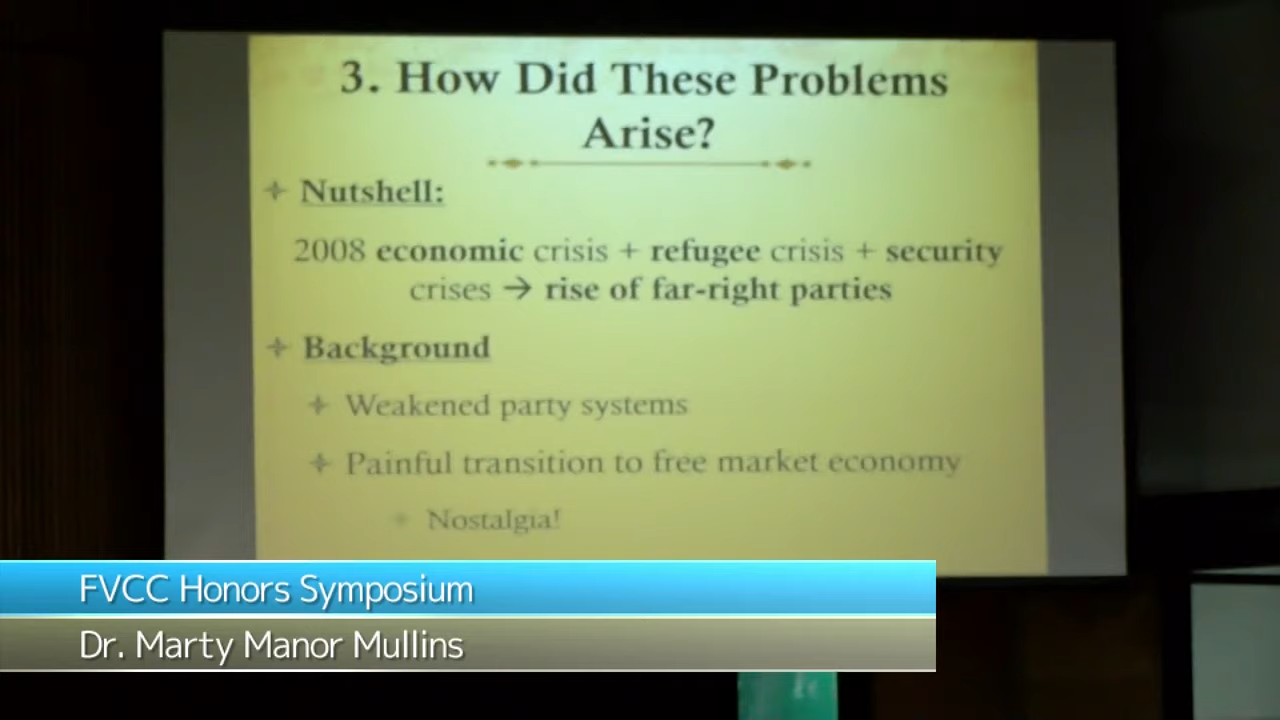 3. How Did These Problems
Arise?
Nutshell:
2008 economic crisis + refugee crisis + security
crises → rise of far-right parties
Background
Weakened party systems
Painful transition to free market economy
Nostalgia!
FVCC Honors Symposium
Dr. Marty Manor Mullins